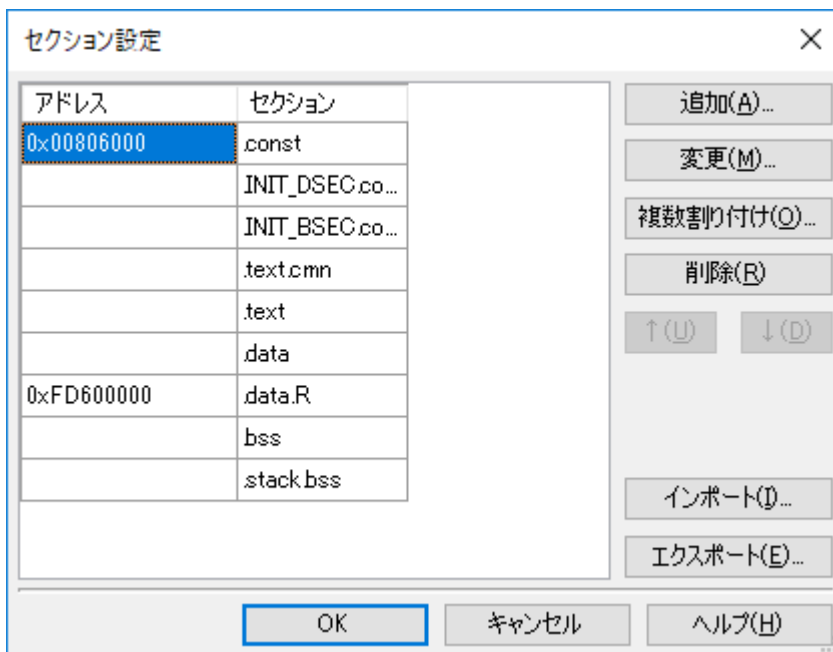 セクション設定
アドレス セクション
0x00806000 .const
.INIT_DSEC.co...
.INIT_BSEC.co...
.text.cmn
.text
.data
0xFD600000 .data.R
.bss
.stack.bss
追加(A)...
変更(M)...
複数割り付け(O)...
削除(R)
↑(U) ↓(D)
インポート(I)...
エクスポート(E)...
OK キャンセル ヘルプ(H)